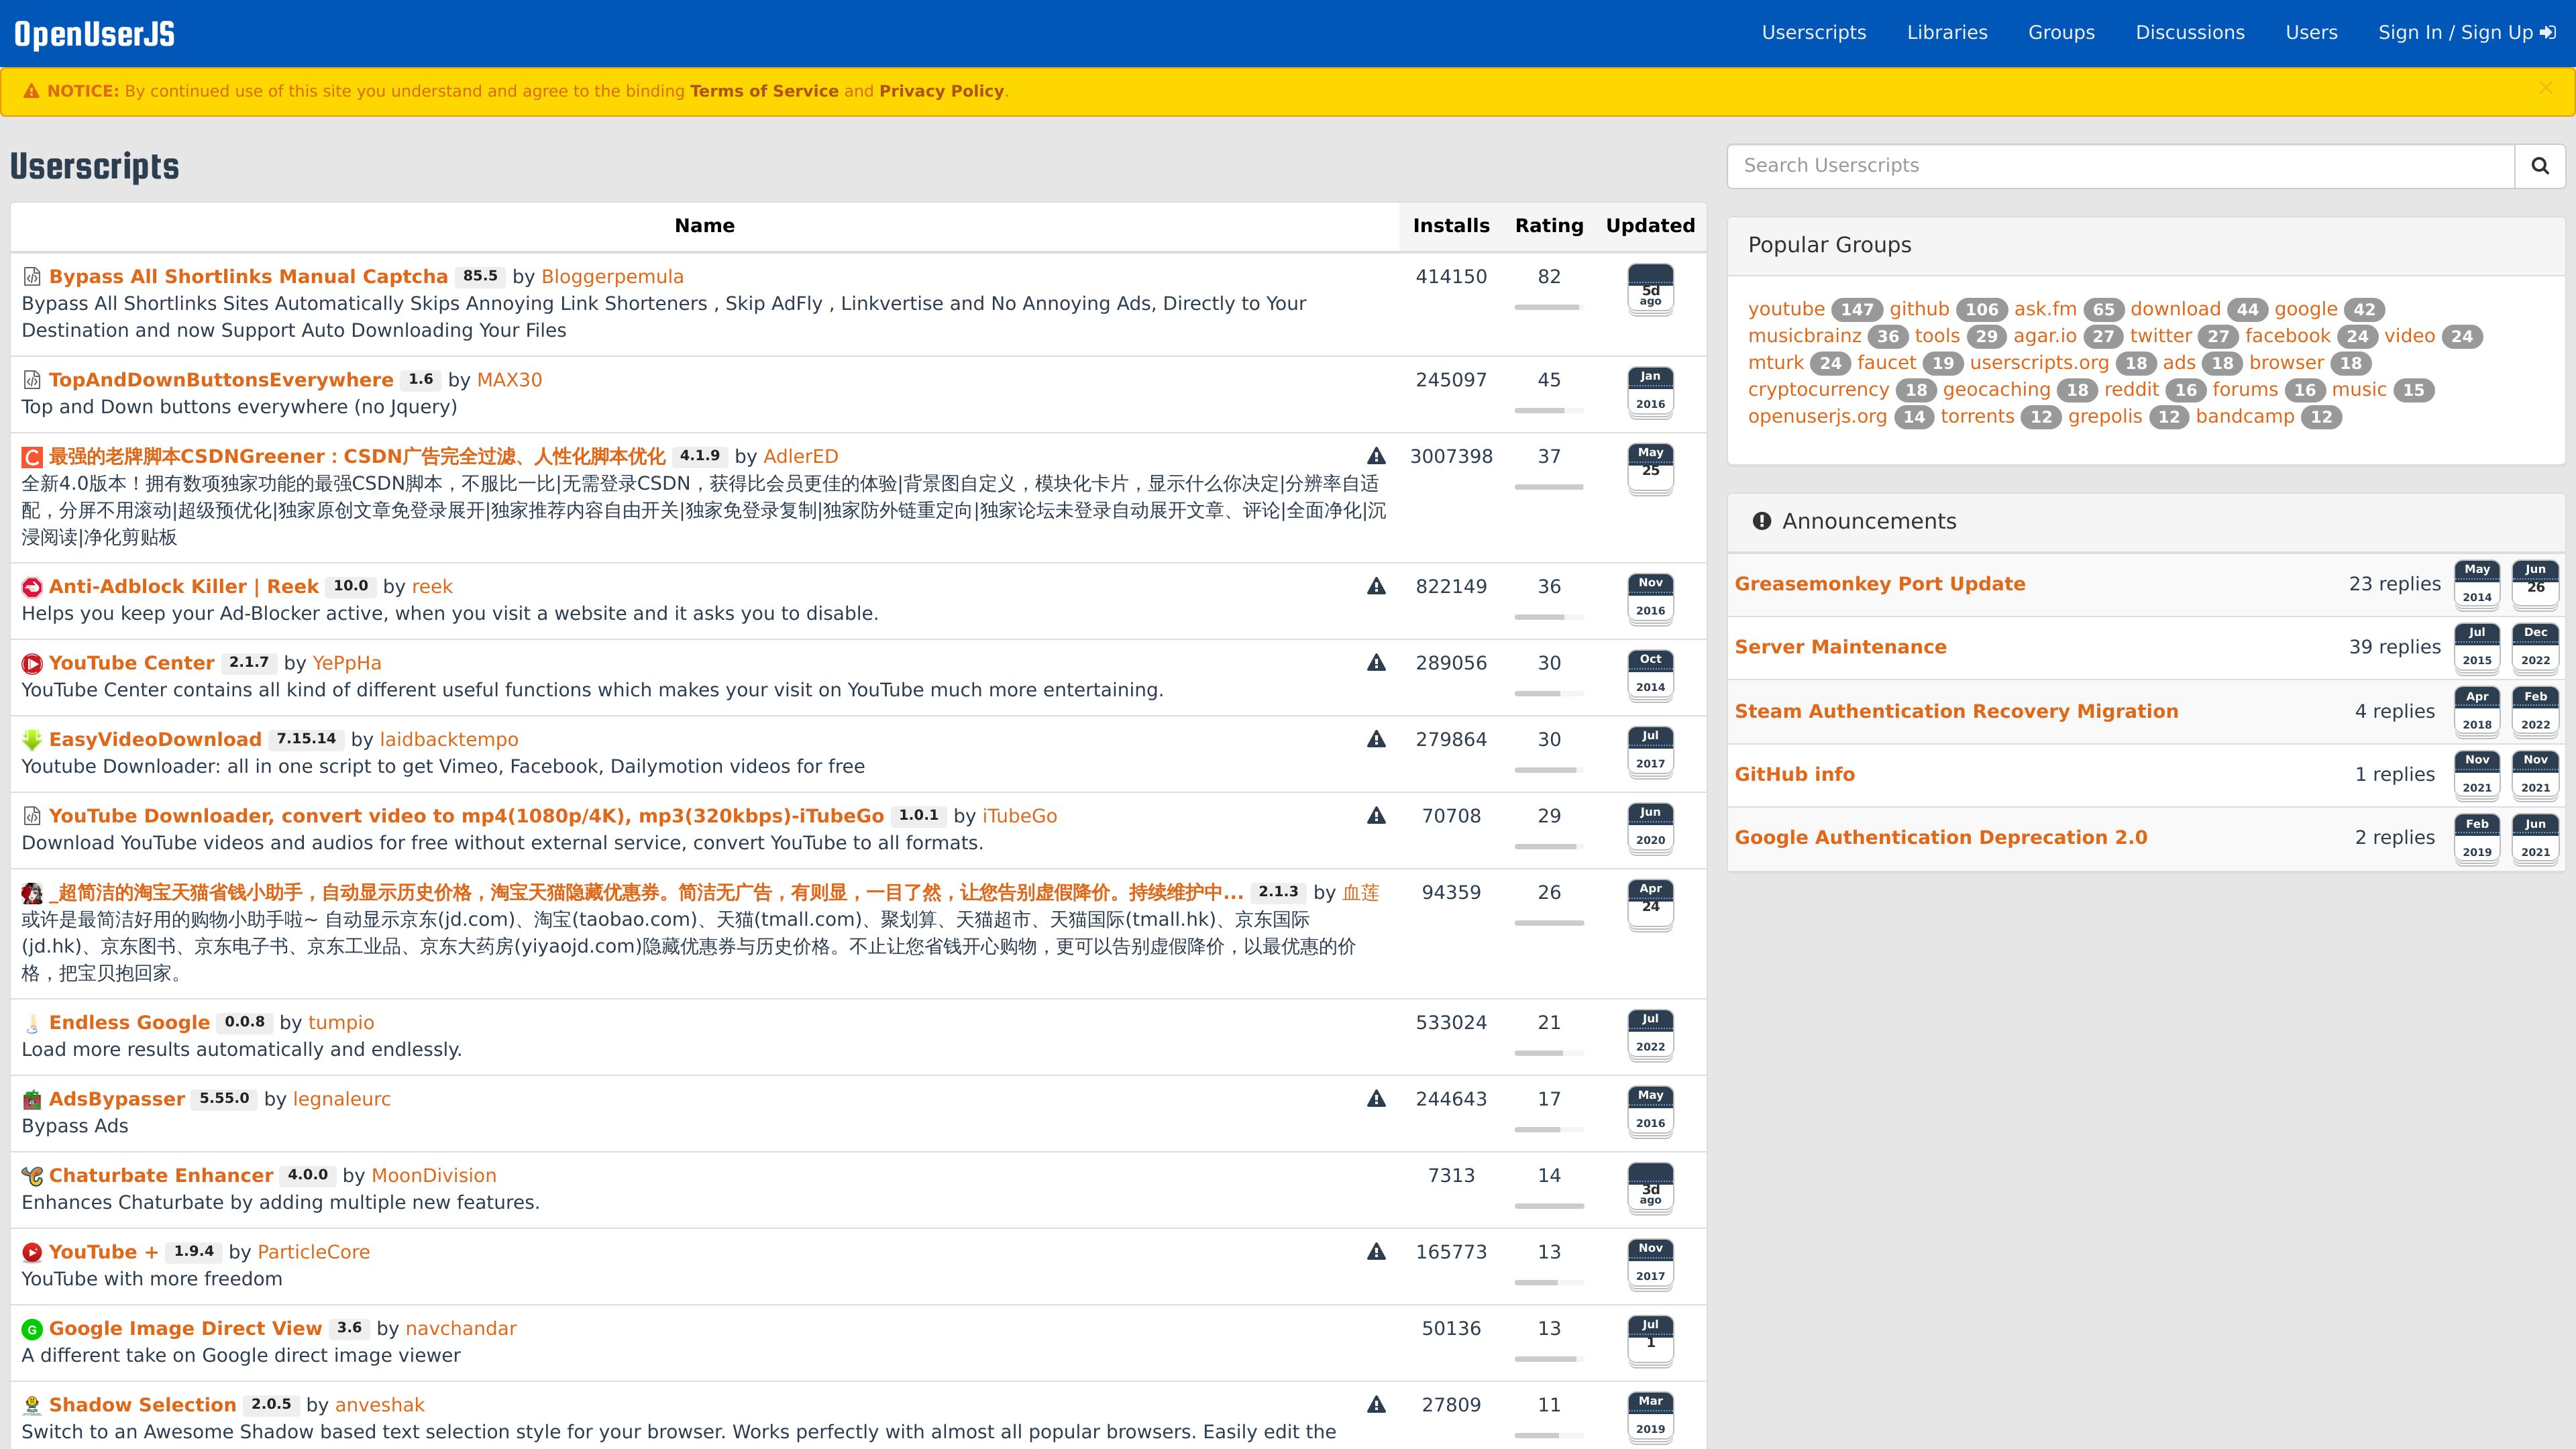 OpenUserJS
Userscripts Libraries Groups Discussions Users Sign In / Sign Up
NOTICE: By continued use of this site you understand and agree to the binding Terms of Service and Privacy Policy.
×
Userscripts
Name Installs Rating Updated
Bypass All Shortlinks Manual Captcha 85.5 by Bloggerpemula 414150 82 5d ago
Bypass All Shortlinks Sites Automatically Skips Annoying Link Shorteners , Skip AdFly , Linkvertise and No Annoying Ads, Directly to Your
Destination and now Support Auto Downloading Your Files
TopAndDownButtonsEverywhere 1.6 by MAX30 245097 45 Jan 2016
Top and Down buttons everywhere (no Jquery)
最强的老牌脚本CSDNGreener：CSDN广告完全过滤、人性化脚本优化 4.1.9 by AdlerED 3007398 37 May 25
全新4.0版本！拥有数项独家功能的最强CSDN脚本，不服比一比|无需登录CSDN，获得比会员更佳的体验|背景图自定义，模块化卡片，显示什么你决定|分辨率自适
配，分屏不用滚动|超级预优化|独家原创文章免登录展开|独家推荐内容自由开关|独家免登录复制|独家防外链重定向|独家论坛未登录自动展开文章、评论|全面净化|沉
浸阅读|净化剪贴板
Anti-Adblock Killer | Reek 10.0 by reek 822149 36 Nov 2016
Helps you keep your Ad-Blocker active, when you visit a website and it asks you to disable.
YouTube Center 2.1.7 by YePpHa 289056 30 Oct 2014
YouTube Center contains all kind of different useful functions which makes your visit on YouTube much more entertaining.
EasyVideoDownload 7.15.14 by laidbacktempo 279864 30 Jul 2017
Youtube Downloader: all in one script to get Vimeo, Facebook, Dailymotion videos for free
YouTube Downloader, convert video to mp4(1080p/4K), mp3(320kbps)-iTubeGo 1.0.1 by iTubeGo 70708 29 Jun 2020
Download YouTube videos and audios for free without external service, convert YouTube to all formats.
_超简洁的淘宝天猫省钱小助手，自动显示历史价格，淘宝天猫隐藏优惠券。简洁无广告，有则显，一目了然，让您告别虚假降价。持续维护中... 2.1.3 by 血莲 94359 26 Apr 24
或许是最简洁好用的购物小助手啦~ 自动显示京东(jd.com)、淘宝(taobao.com)、天猫(tmall.com)、聚划算、天猫超市、天猫国际(tmall.hk)、京东国际
(jd.hk)、京东图书、京东电子书、京东工业品、京东大药房(yiyaojd.com)隐藏优惠券与历史价格。不止让您省钱开心购物，更可以告别虚假降价，以最优惠的价
格，把宝贝抱回家。
Endless Google 0.0.8 by tumpio 533024 21 Jul 2022
Load more results automatically and endlessly.
AdsBypasser 5.55.0 by legnaleurc 244643 17 May 2016
Bypass Ads
Chaturbate Enhancer 4.0.0 by MoonDivision 7313 14 3d ago
Enhances Chaturbate by adding multiple new features.
YouTube + 1.9.4 by ParticleCore 165773 13 Nov 2017
YouTube with more freedom
Google Image Direct View 3.6 by navchandar 50136 13 Jul 1
A different take on Google direct image viewer
Shadow Selection 2.0.5 by anveshak 27809 11 Mar 2019
Switch to an Awesome Shadow based text selection style for your browser. Works perfectly with almost all popular browsers. Easily edit the
Search Userscripts
Popular Groups
youtube 147 github 106 ask.fm 65 download 44 google 42
musicbrainz 36 tools 29 agar.io 27 twitter 27 facebook 24 video 24
mturk 24 faucet 19 userscripts.org 18 ads 18 browser 18
cryptocurrency 18 geocaching 18 reddit 16 forums 16 music 15
openuserjs.org 14 torrents 12 grepolis 12 bandcamp 12
Announcements
Greasemonkey Port Update 23 replies May 2014 Jun 26
Server Maintenance 39 replies Jul 2015 Dec 2022
Steam Authentication Recovery Migration 4 replies Apr 2018 Feb 2022
GitHub info 1 replies Nov 2021 Nov 2021
Google Authentication Deprecation 2.0 2 replies Feb 2019 Jun 2021